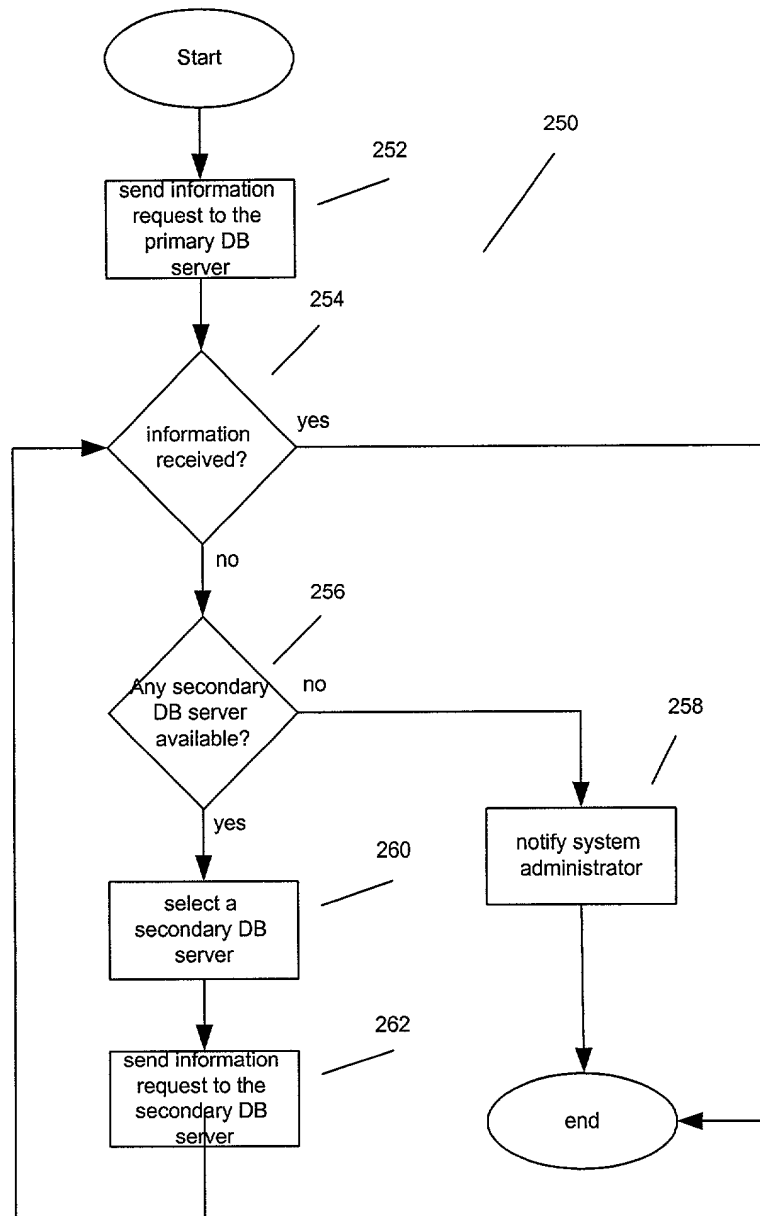 Start
250
252
send information
request to the
primary DB
server
254
information
received?
yes
no
256
Any secondary
DB server
available?
no
yes
258
notify system
administrator
260
select a
secondary DB
server
262
send information
request to the
secondary DB
server
end